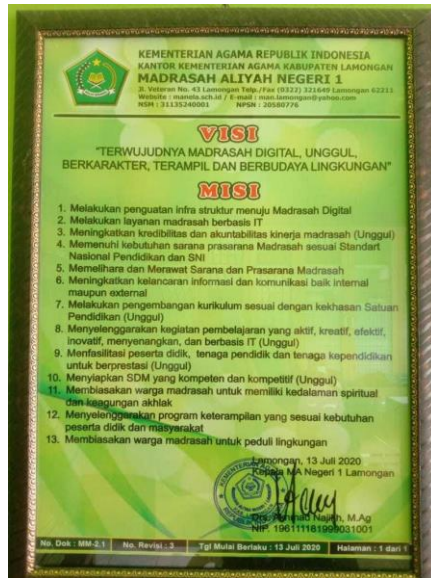 KEMENTERIAN AGAMA REPUBLIK INDONESIA
KANTOR KEMENTERIAN AGAMA KABUPATEN LAMONGAN
MADRASAH ALIYAH NEGERI 1
Jl. Veteran No. 43 Lamongan Telp./Fax (0322) 321649 Lamongan 62211
Website : manela.sch.id / E-mail : man.lamongan@yahoo.com
NSM : 31135240001 NPSN : 20580776
VISI
"TERWUJUDNYA MADRASAH DIGITAL, UNGGUL,
BERKARAKTER, TERAMPIL DAN BERBUDAYA LINGKUNGAN"
MISI
1. Melakukan penguatan infra struktur menuju Madrasah Digital
2. Melakukan layanan madrasah berbasis IT
3. Meningkatkan kredibilitas dan akuntabilitas kinerja madrasah (Unggul)
4. Memenuhi kebutuhan sarana prasarana Madrasah sesuai Standart
Nasional Pendidikan dan SNI
5. Memelihara dan Merawat Sarana dan Prasarana Madrasah
6. Meningkatkan kelancaran informasi dan komunikasi baik internal
maupun external
7. Melakukan pengembangan kurikulum sesuai dengan kekhasan Satuan
Pendidikan (Unggul)
8. Menyelenggarakan kegiatan pembelajaran yang aktif, kreatif, efektif,
inovatif, menyenangkan, dan berbasis IT (Unggul)
9. Menfasilitasi peserta didik, tenaga pendidik dan tenaga kependidikan
untuk berprestasi (Unggul)
10. Menyiapkan SDM yang kompeten dan kompetitif (Unggul)
11. Membiasakan warga madrasah untuk memiliki kedalaman spiritual
dan keagungan akhlak
12. Menyelenggarakan program keterampilan yang sesuai kebutuhan
peserta didik dan masyarakat
13. Membiasakan warga madrasah untuk peduli lingkungan
Lamongan, 13 Juli 2020
Kepala MA Negeri 1 Lamongan
Najikh, M.Ag
NIP. 196111181999031001
No. Dok : MM-2.1 No. Revisi : 3 Tgl Mulai Berlaku : 13 Juli 2020 Halaman : 1 dari 1